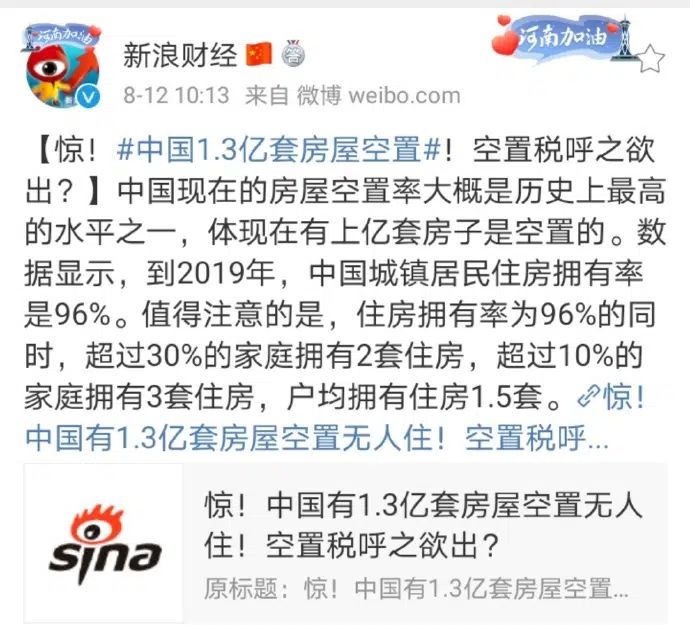 河南加油
河南加油
新浪财经
8-12 10:13 来自 微博 weibo.com
【惊！#中国1.3亿套房屋空置#！空置税呼之欲
出？】中国现在的房屋空置率大概是历史上最高
的水平之一，体现在有上亿套房子是空置的。数
据显示，到2019年，中国城镇居民住房拥有率
是96%。值得注意的是，住房拥有率为96%的同
时，超过30%的家庭拥有2套住房，超过10%的
家庭拥有3套住房，户均拥有住房1.5套。惊！
中国有1.3亿套房屋空置无人住！空置税呼...
sina
惊！中国有1.3亿套房屋空置无人
住！空置税呼之欲出？
原标题：惊！中国有1.3亿套房屋空置...